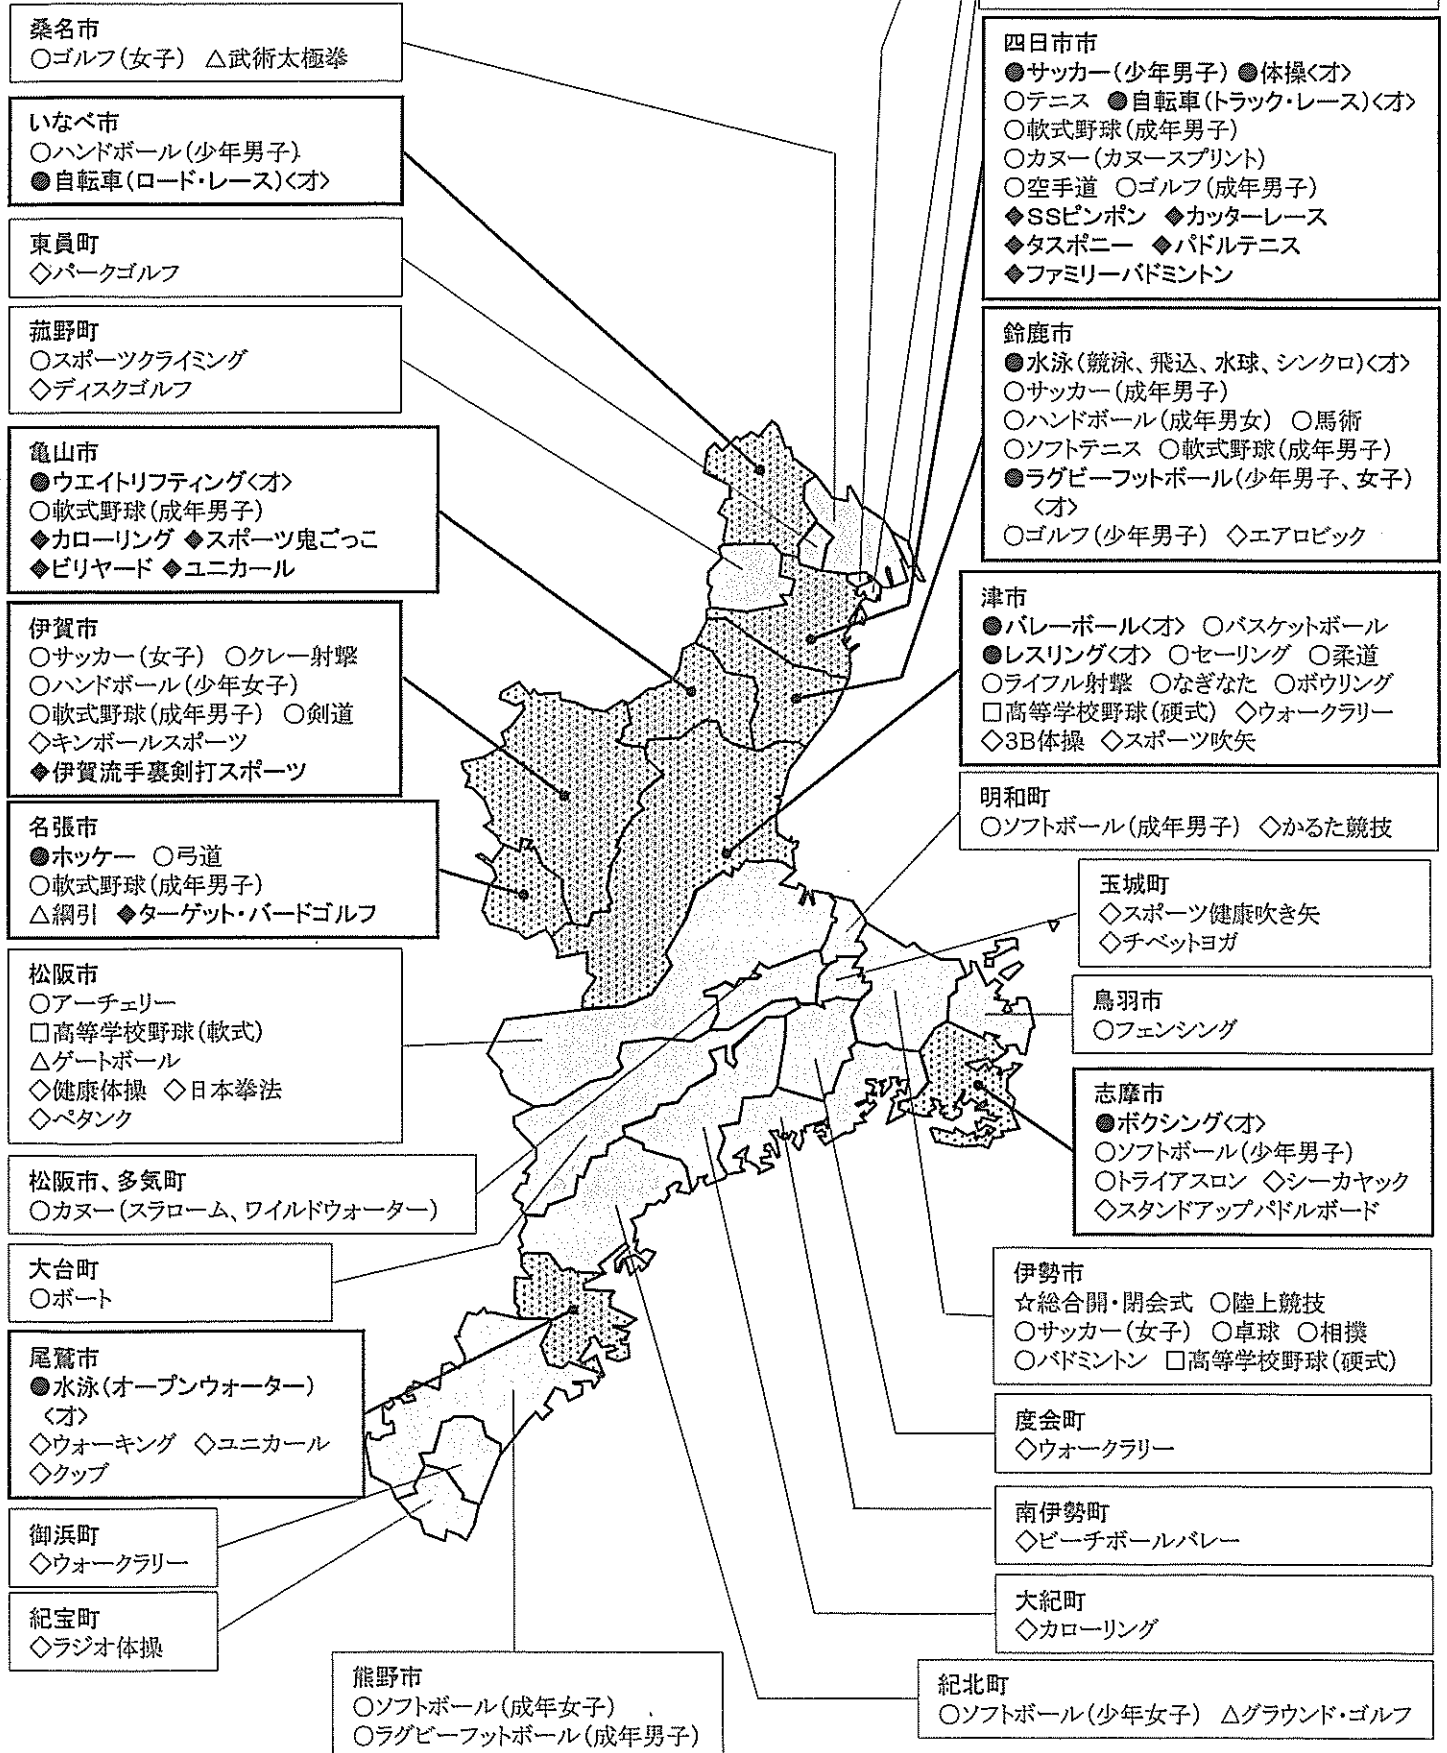 桑名市
○ゴルフ(女子) △武術太極拳
いなべ市
○ハンドボール(少年男子)
●自転車(ロード・レース)<オ>
東員町
◇パークゴルフ
菰野町
○スポーツクライミング
◇ディスクゴルフ
亀山市
●ウエイトリフティング<オ>
○軟式野球(成年男子)
◆カローリング ◆スポーツ鬼ごっこ
◆ビリヤード ◆ユニカール
伊賀市
○サッカー(女子) ○クレー射撃
○ハンドボール(少年女子)
○軟式野球(成年男子) ○剣道
◇キンボールスポーツ
◆伊賀流手裏剣打スポーツ
名張市
●ホッケー ○弓道
○軟式野球(成年男子)
△綱引 ◆ターゲット・バードゴルフ
松阪市
○アーチェリー
□高等学校野球(軟式)
△ゲートボール
◇健康体操 ◇日本拳法
◇ペタンク
松阪市、多気町
○カヌー(スラローム、ワイルドウォーター)
大台町
○ボート
尾鷲市
●水泳(オープンウォーター)
<オ>
◇ウォーキング ◇ユニカール
◇クッブ
御浜町
◇ウォークラリー
紀宝町
◇ラジオ体操
熊野市
○ソフトボール(成年女子)
○ラグビーフットボール(成年男子)
四日市市
●サッカー(少年男子) ●体操<オ>
○テニス ●自転車(トラック・レース)<オ>
○軟式野球(成年男子)
○カヌー(カヌースプリント)
○空手道 ○ゴルフ(成年男子)
◆SSピンポン ◆カッターレース
◆タスポニー ◆パドルテニス
◆ファミリーバドミントン
鈴鹿市
●水泳(競泳、飛込、水球、シンクロ)<オ>
○サッカー(成年男子)
○ハンドボール(成年男女) ○馬術
○ソフトテニス ○軟式野球(成年男子)
●ラグビーフットボール(少年男子、女子)
<オ>
○ゴルフ(少年男子) ◇エアロビック
津市
●バレーボール<オ> ○バスケットボール
●レスリング<オ> ○セーリング ○柔道
○ライフル射撃 ○なぎなた ○ボウリング
□高等学校野球(硬式) ◇ウォークラリー
◇3B体操 ◇スポーツ吹矢
明和町
○ソフトボール(成年男子) ◇かるた競技
玉城町
◇スポーツ健康吹き矢
◇チベットヨガ
鳥羽市
○フェンシング
志摩市
●ボクシング<オ>
○ソフトボール(少年男子)
○トライアスロン ◇シーカヤック
◇スタンドアップパドルボード
伊勢市
☆総合開・閉会式 ○陸上競技
○サッカー(女子) ○卓球 ○相撲
○バドミントン □高等学校野球(硬式)
度会町
◇ウォークラリー
南伊勢町
◇ビーチボールバレー
大紀町
◇カローリング
紀北町
○ソフトボール(少年女子) △グラウンド・ゴルフ